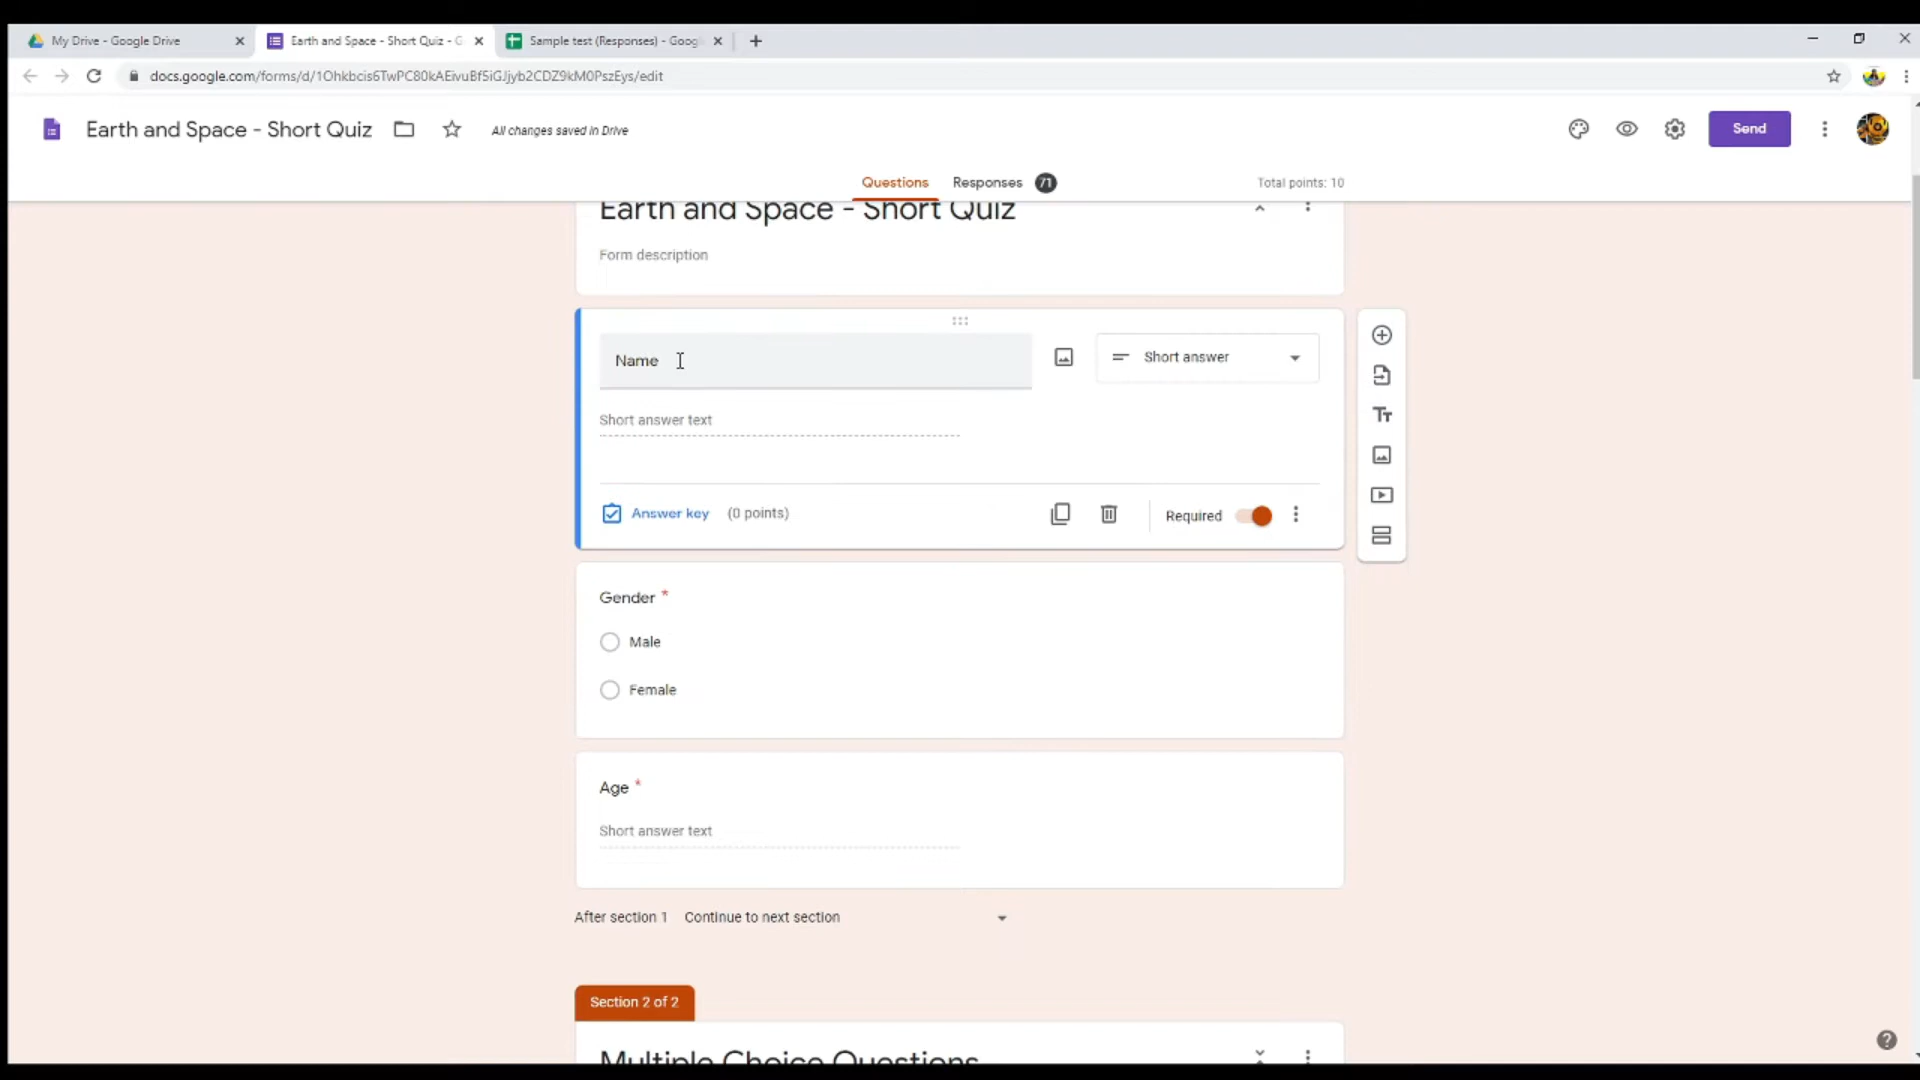 My Drive - Google Drive
Earth and Space - Short Quiz - G
Sample test (Responses) - Goog
docs.google.com/forms/d/1Ohkbcis6TwPC80kAEivuBf5iGJjyb2CDZ9kM0PszEys/edit
Earth and Space - Short Quiz
All changes saved in Drive
Send
Questions
Responses 71
Total points: 10
Earth and Space - Short Quiz
Form description
Name
Short answer
Short answer text
Answer key (0 points)
Required
Gender *
Male
Female
Age *
Short answer text
After section 1 Continue to next section
Section 2 of 2
Multiple Choice Questions